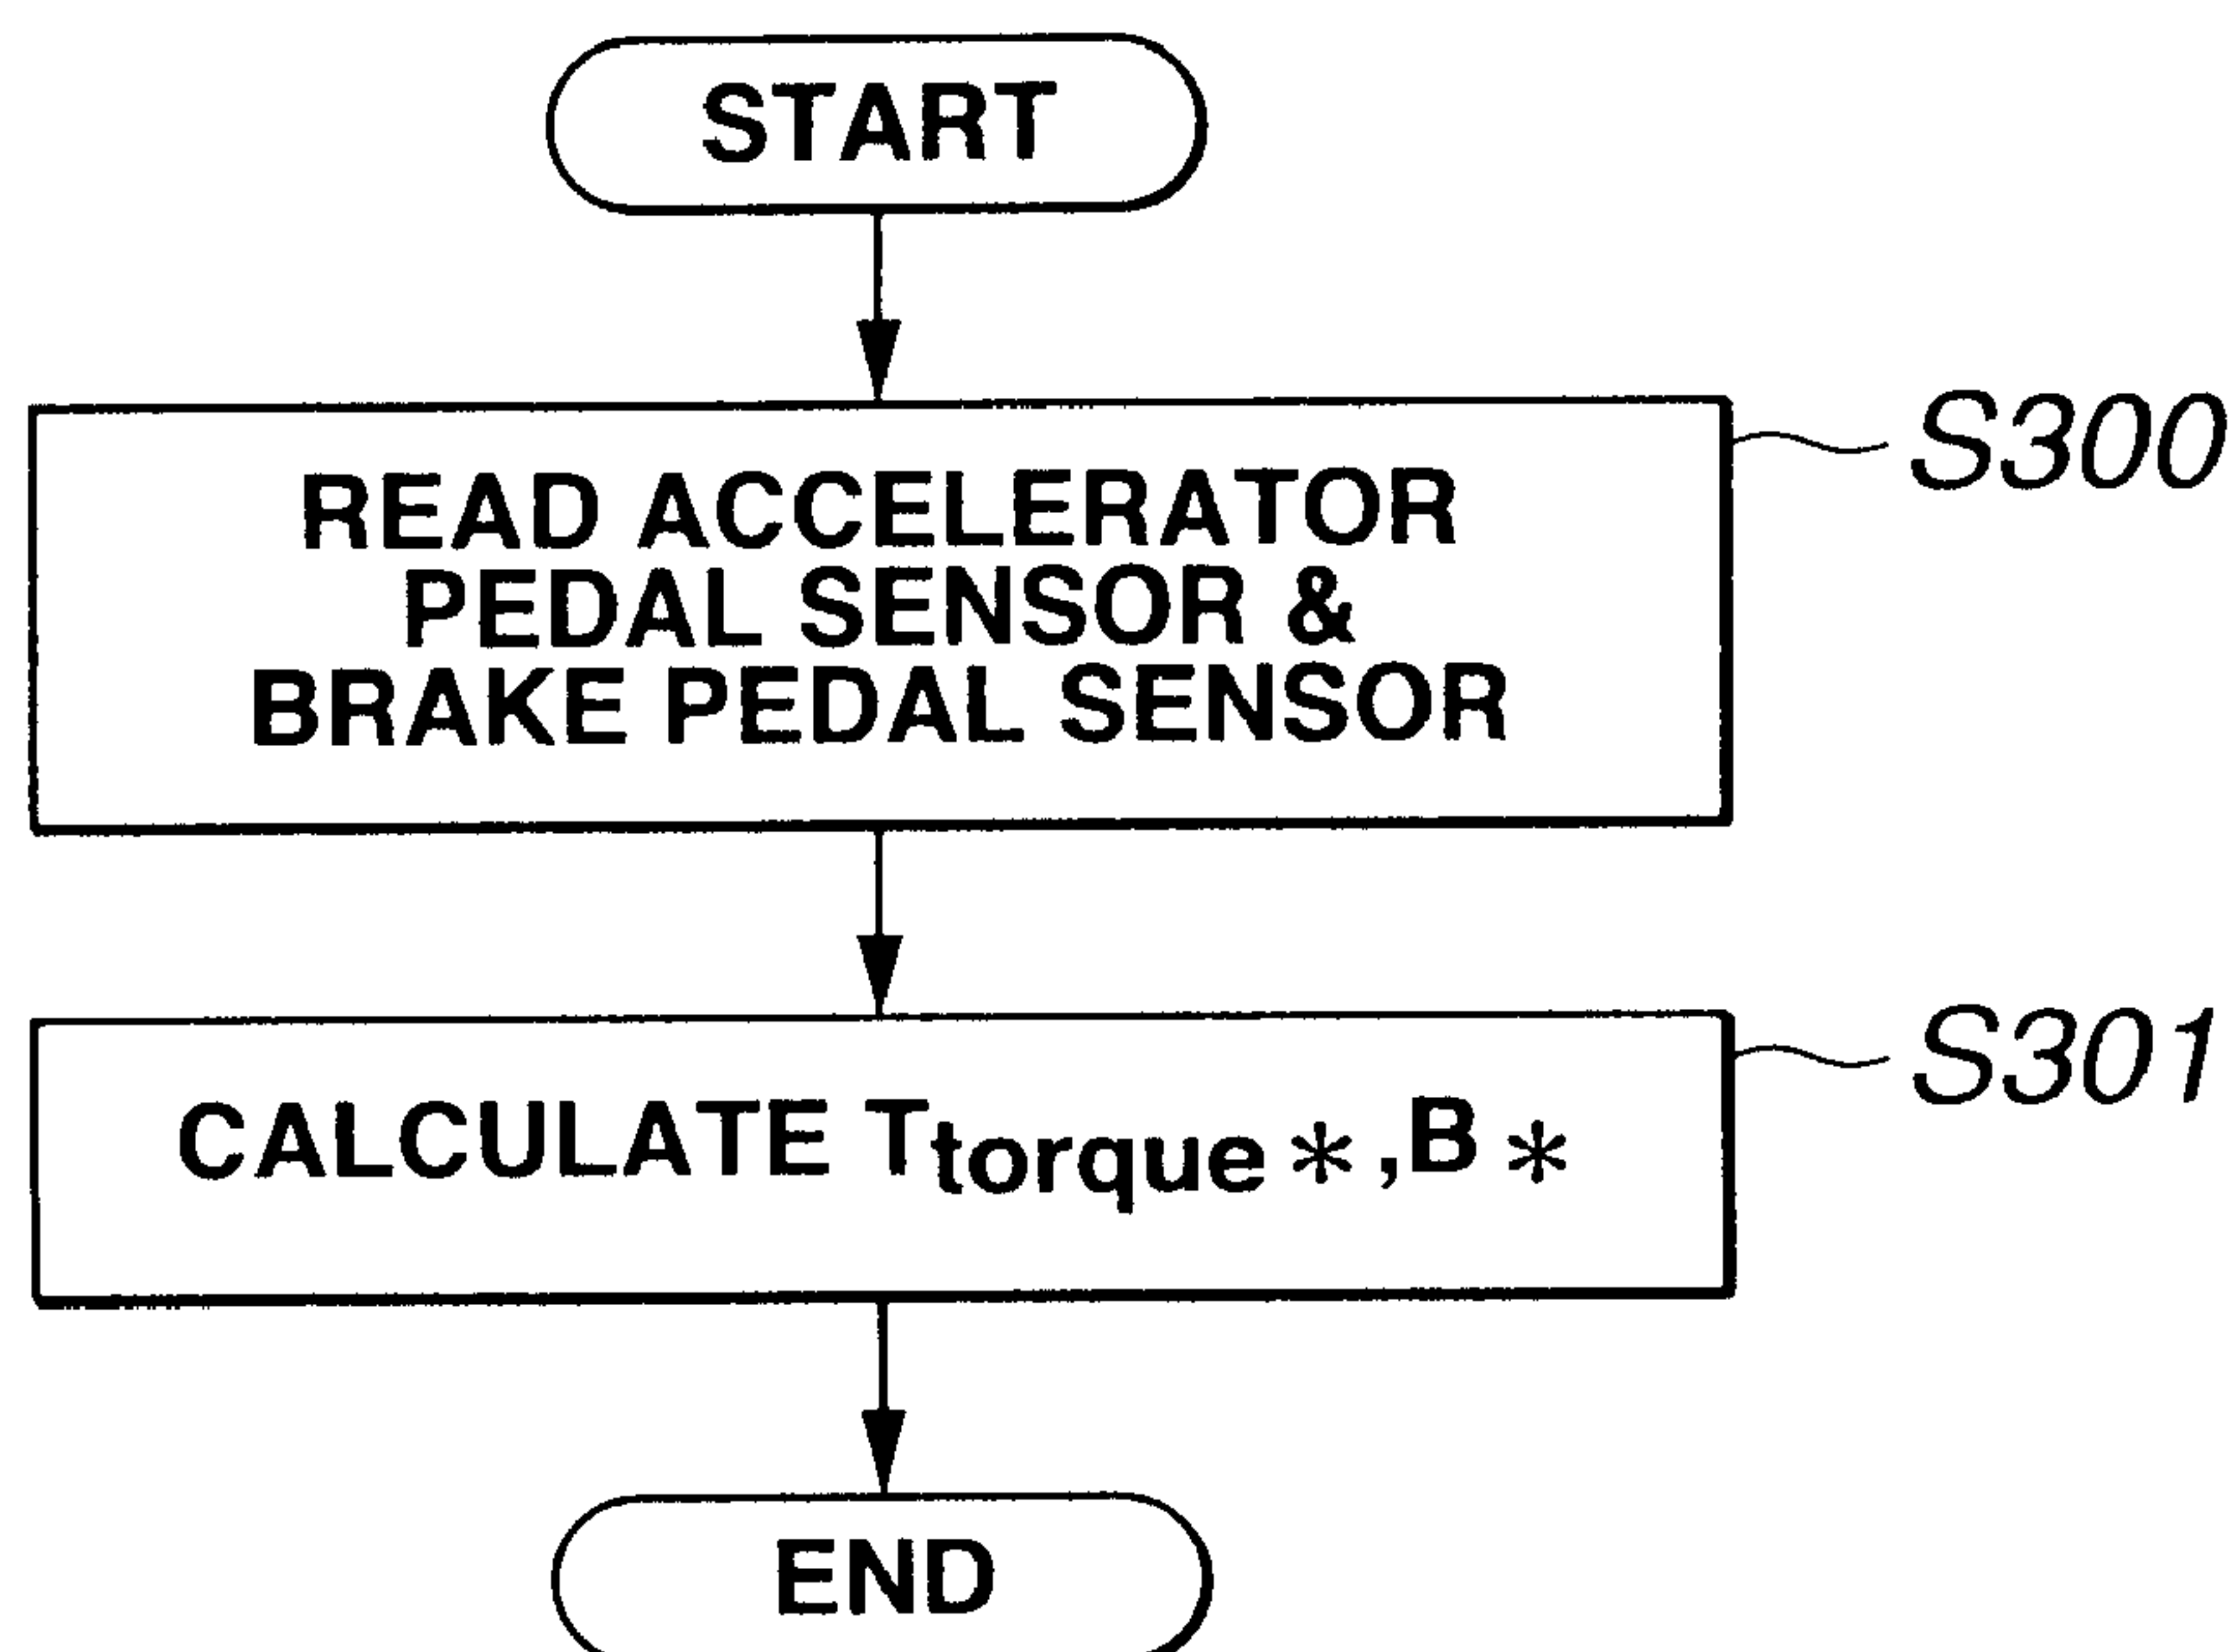 START
READ ACCELERATOR
S300
PEDAL SENSOR &
BRAKE PEDAL SENSOR
CALCULATE Ttorque*,B*
S301
END